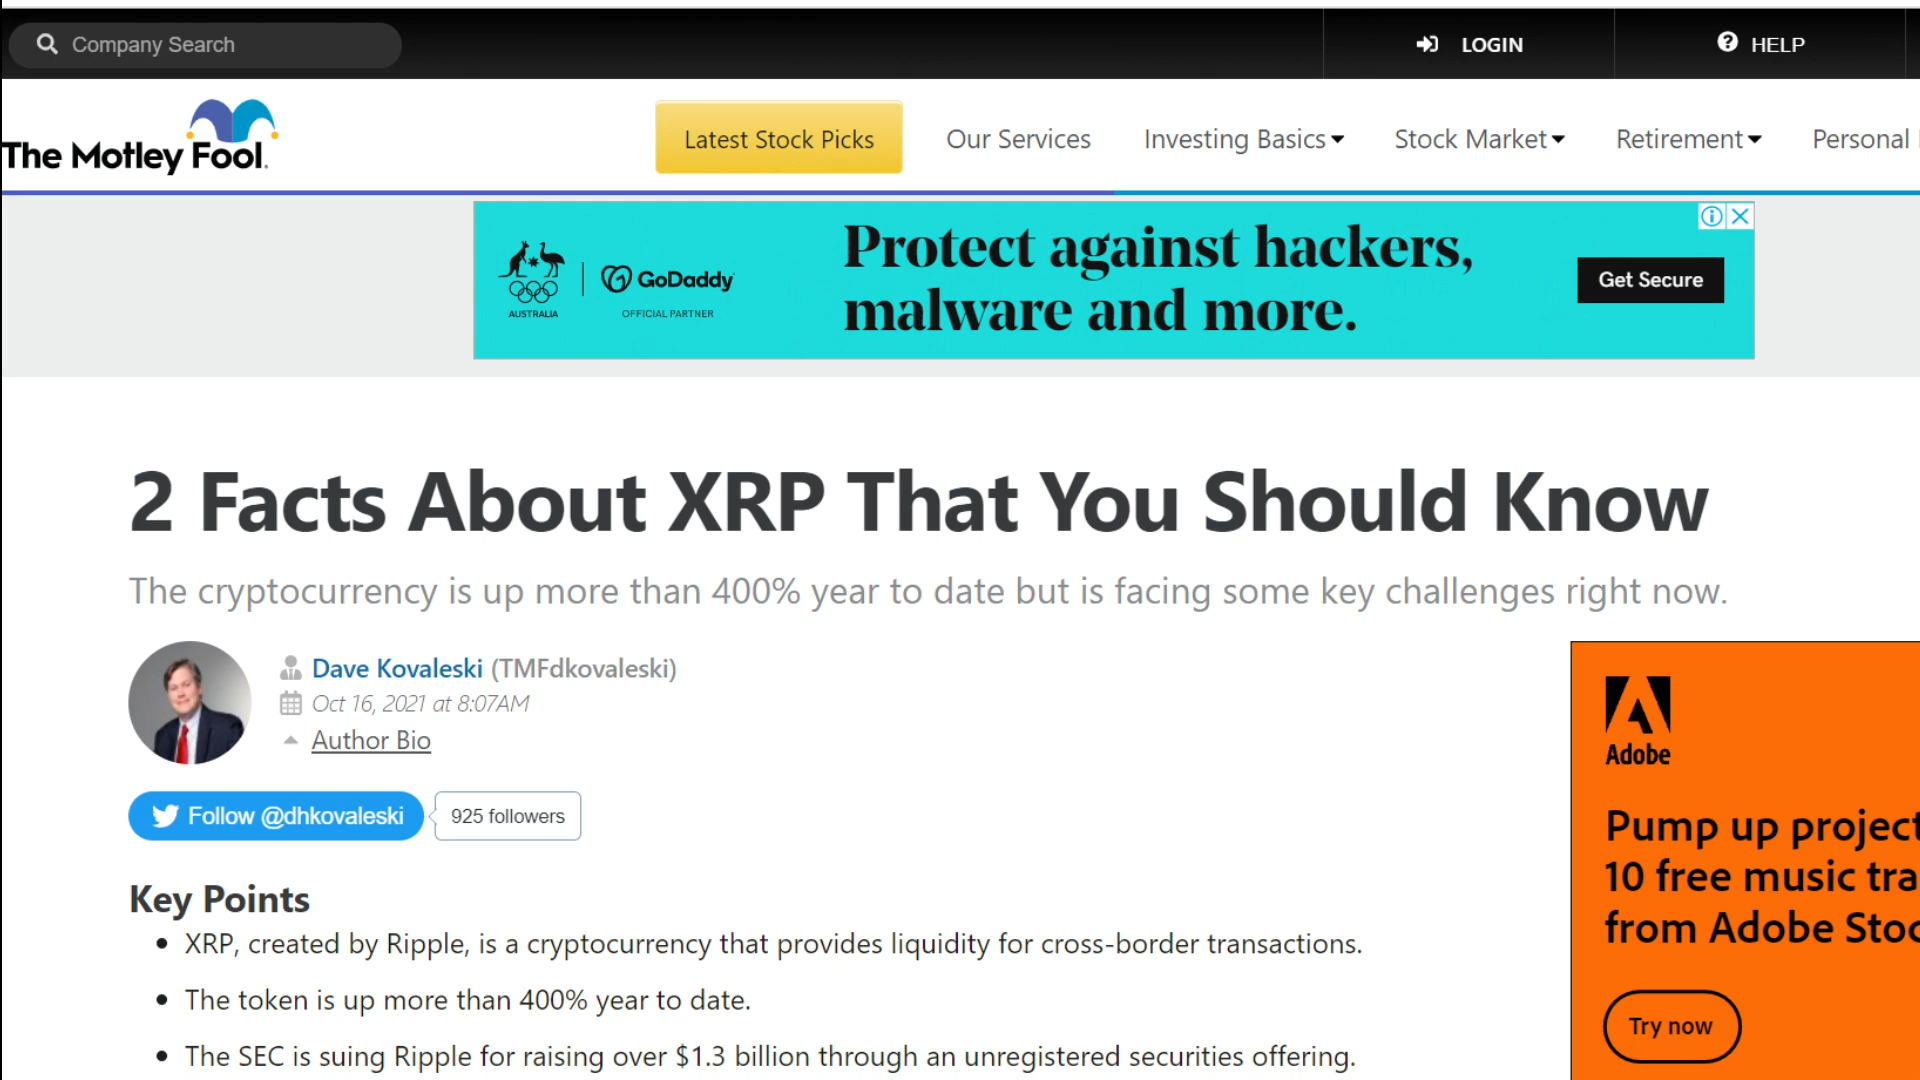 Company Search
LOGIN
HELP
The Motley Fool.
Latest Stock Picks
Our Services
Investing Basics
Stock Market
Retirement
Personal
AUSTRALIA
GoDaddy
OFFICIAL PARTNER
Protect against hackers,
malware and more.
Get Secure
2 Facts About XRP That You Should Know
The cryptocurrency is up more than 400% year to date but is facing some key challenges right now.
Dave Kovaleski (TMFdkovaleski)
Oct 16, 2021 at 8:07AM
Author Bio
Follow @dhkovaleski
925 followers
Key Points
• XRP, created by Ripple, is a cryptocurrency that provides liquidity for cross-border transactions.
• The token is up more than 400% year to date.
• The SEC is suing Ripple for raising over $1.3 billion through an unregistered securities offering.
Adobe
Pump up project
10 free music tra
from Adobe Stoc
Try now